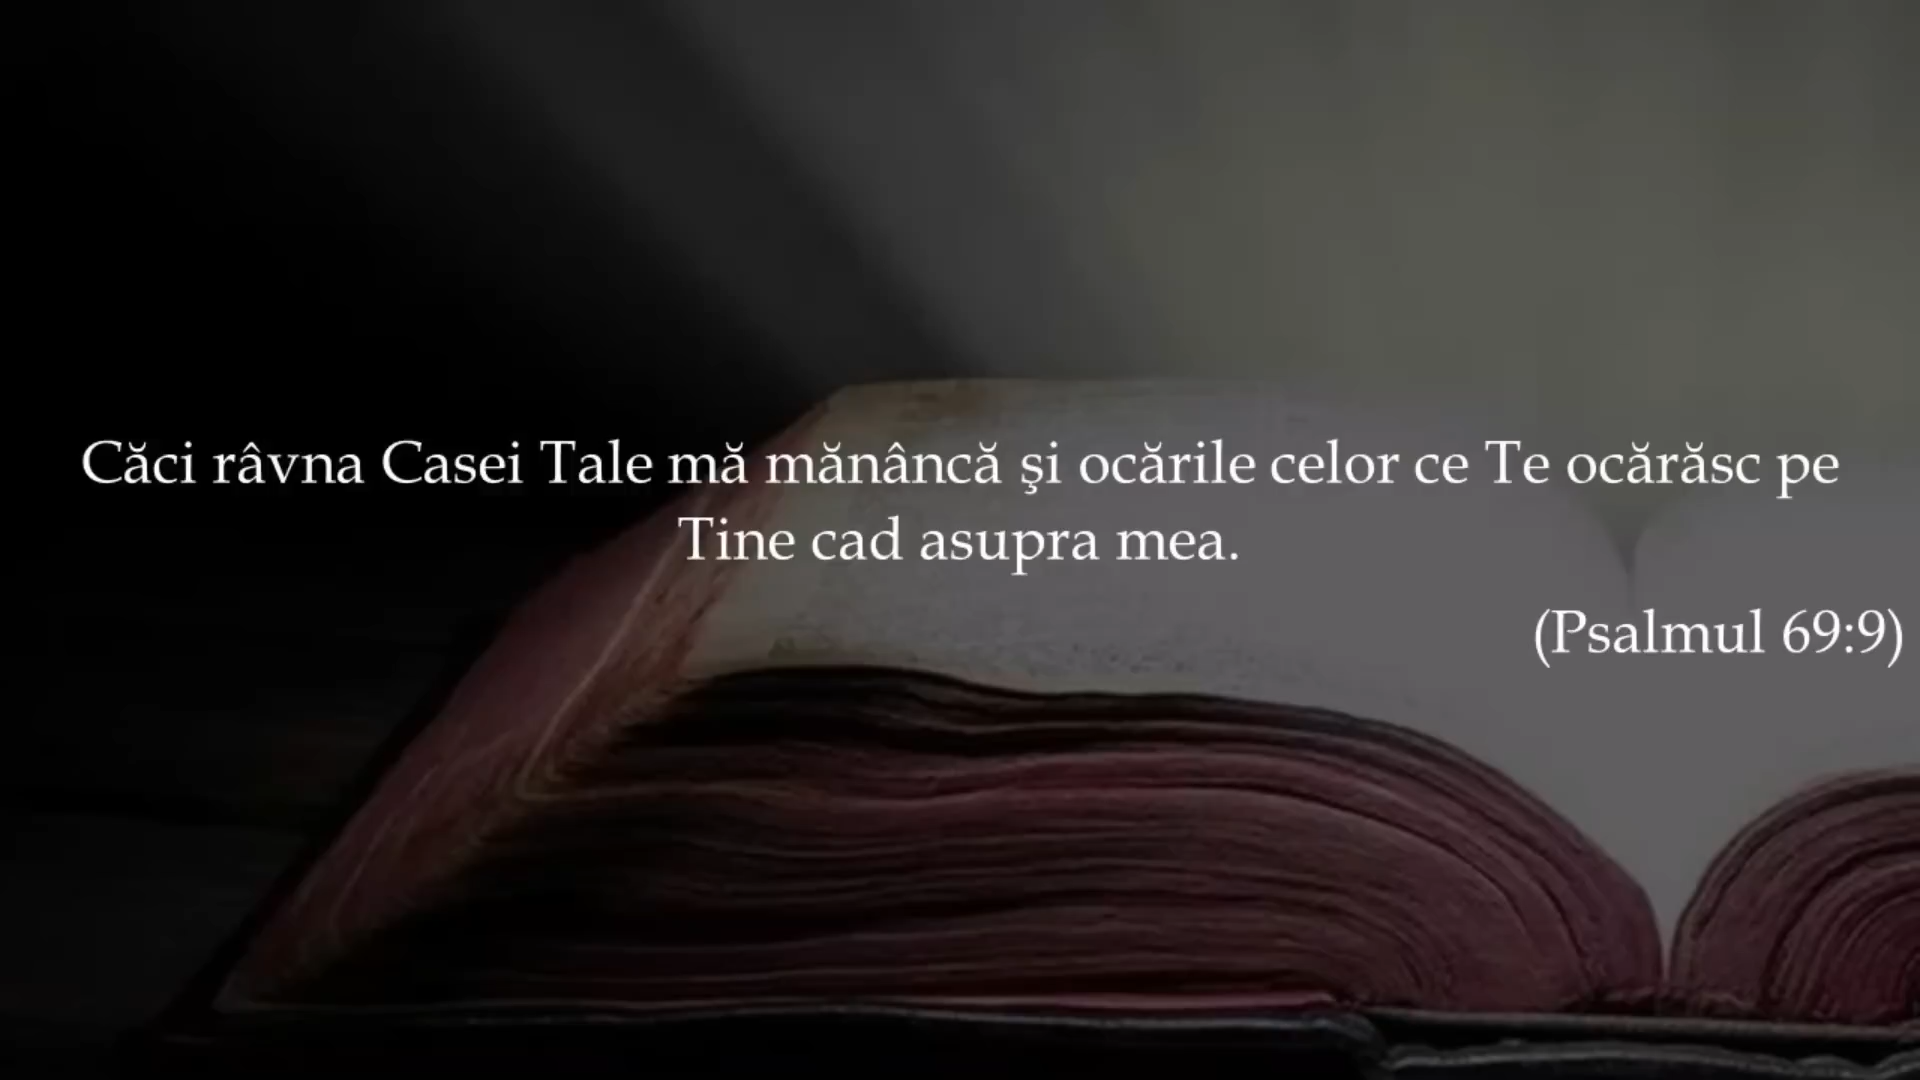 Căci râvna Casei Tale mă mănâncă şi ocările celor ce Te ocărăsc pe
Tine cad asupra mea.
(Psalmul 69:9)